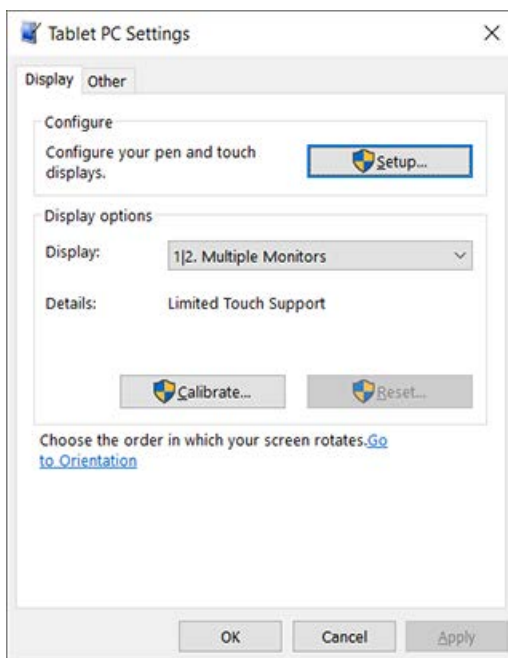 Tablet PC Settings
Display
Other
Configure
Configure your pen and touch
displays.
Setup...
Display options
Display:
1|2. Multiple Monitors
Details:
Limited Touch Support
Calibrate...
Reset...
Choose the order in which your screen rotates.Go
to Orientation
OK
Cancel
Apply